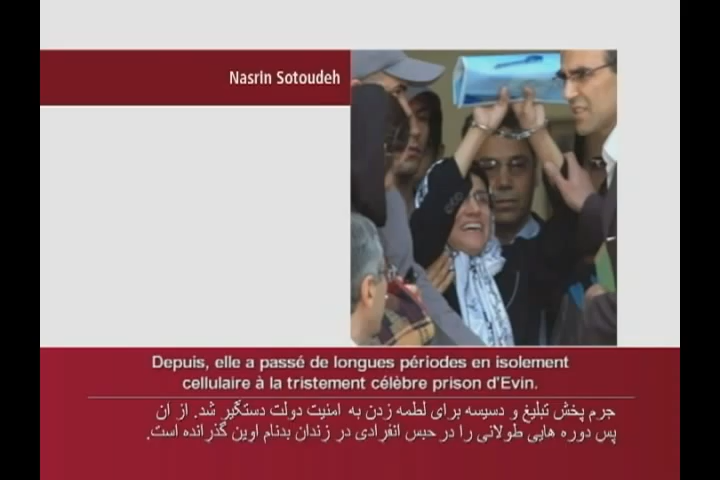 Nasrin Sotoudeh
Depuis, elle a passé de longues périodes en isolement
cellulaire à la tristement célèbre prison d'Evin.
جرم پخش تبلیغ و دسیسه برای لطمه زدن به امنیت دولت دستگیر شد. از آن
پس دوره هایی طولانی را در حبس انفرادی در زندان بدنام اوین گذرانده است.